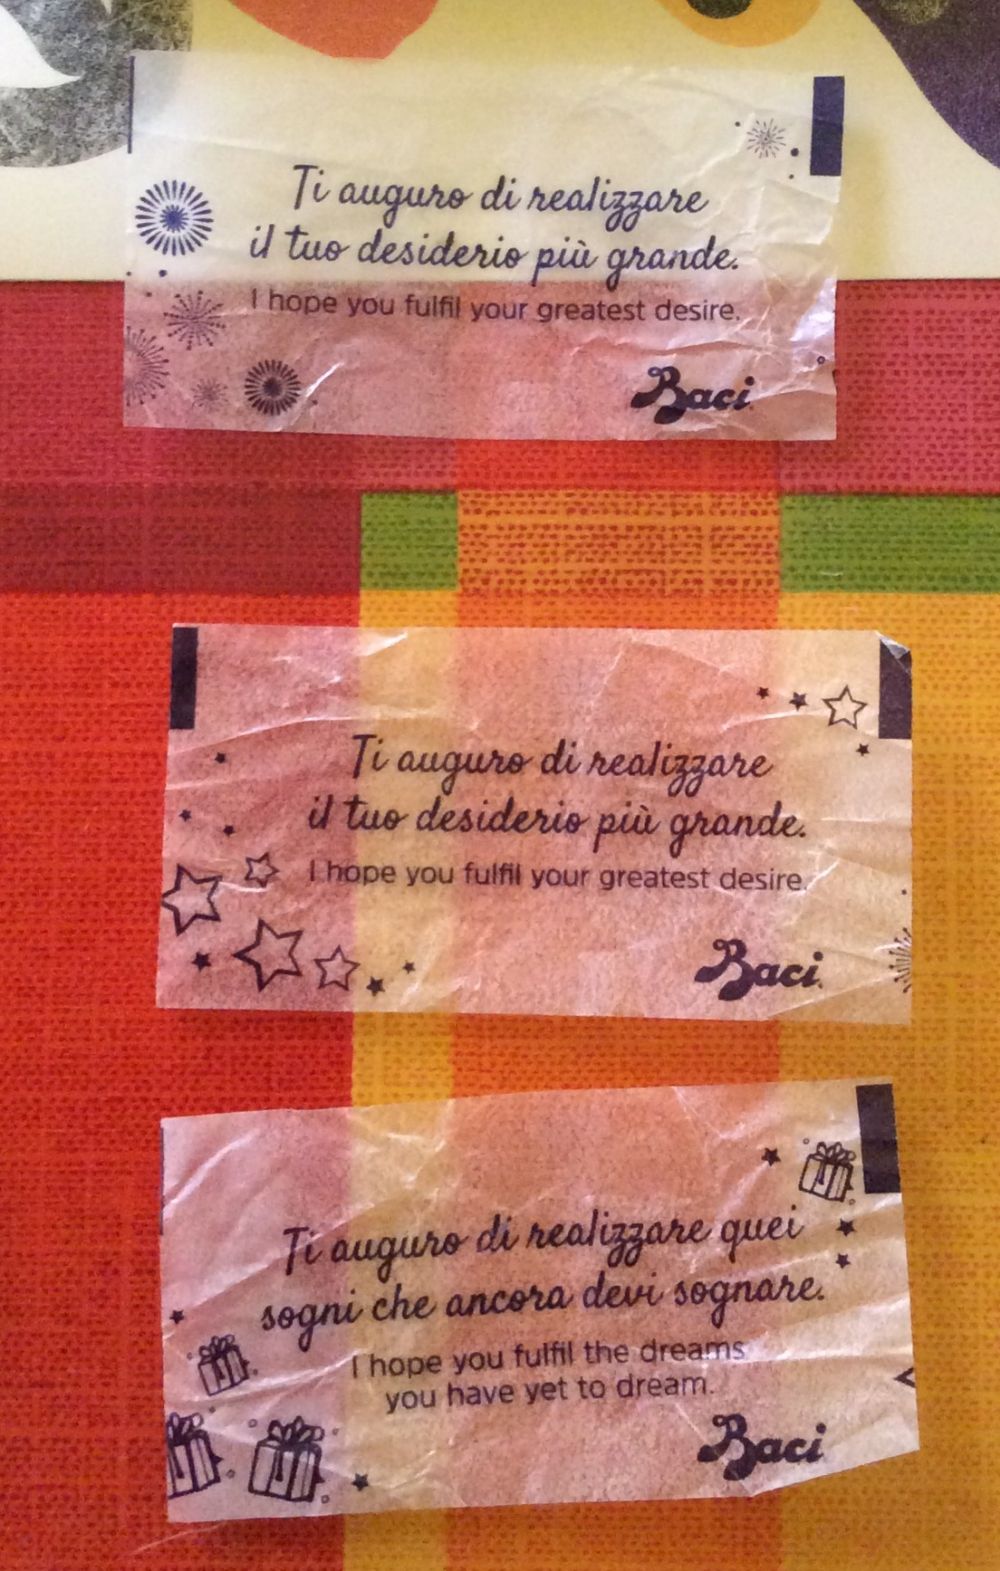 Ti auguro di realizzare
il tuo desiderio più grande.
I hope you fulfil your greatest desire.
Baci
Ti auguro di realizzare
il tuo desiderio più grande.
I hope you fulfil your greatest desire.
Baci
Ti auguro di realizzare quei
sogni che ancora devi sognare.
I hope you fulfil the dreams
you have yet to dream.
Baci